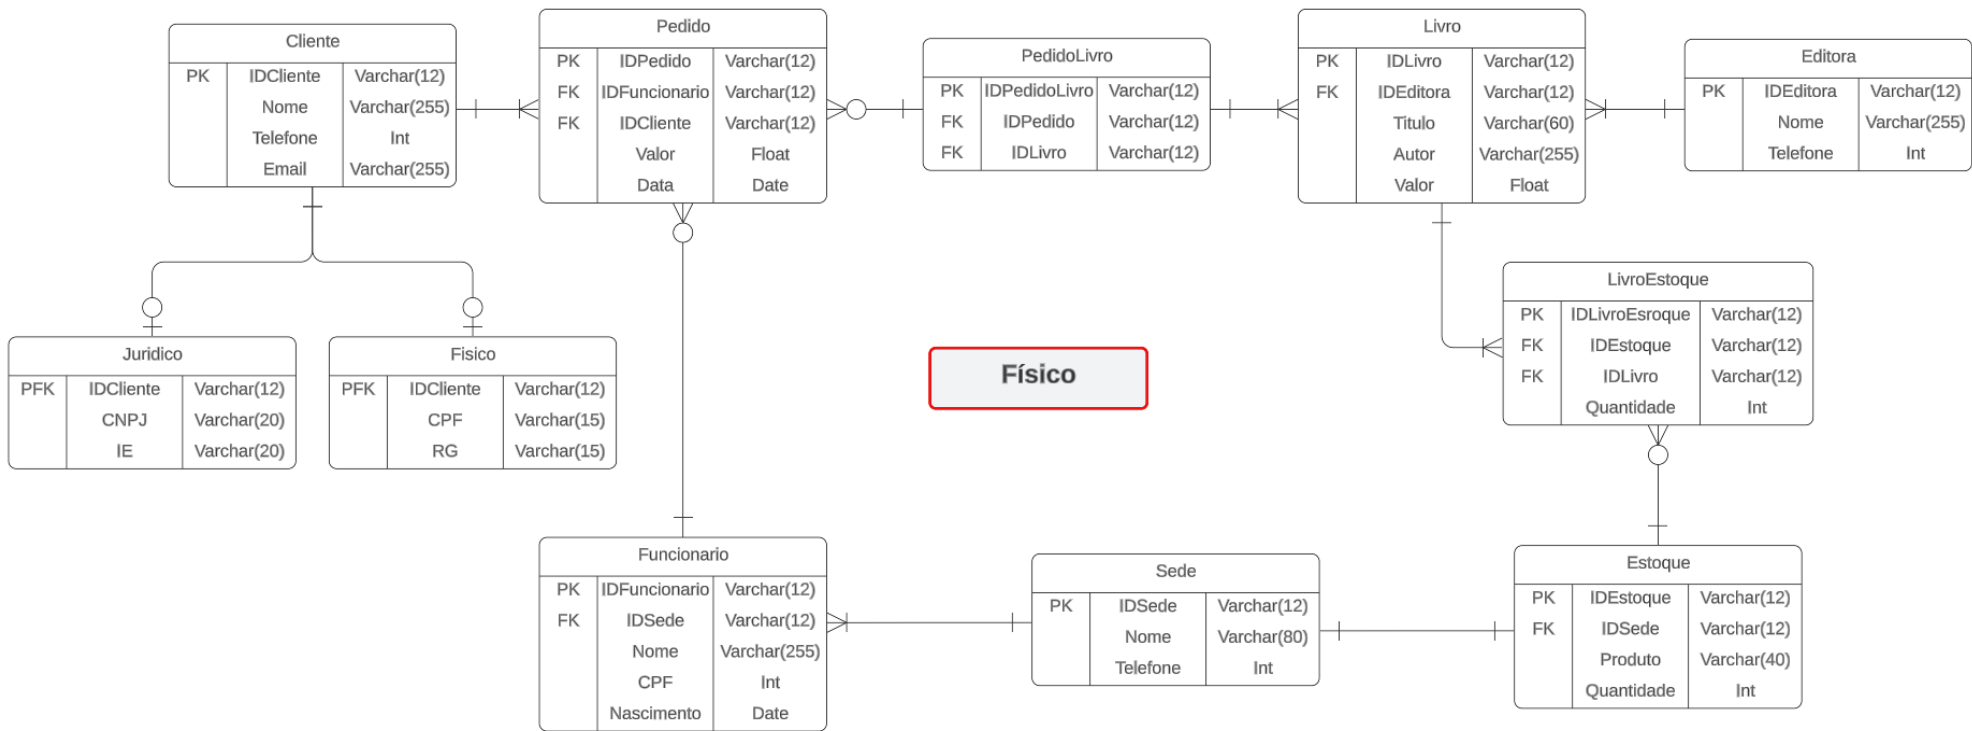 Cliente
PK IDCliente Varchar(12)
Nome Varchar(255)
Telefone Int
Email Varchar(255)
Pedido
PK IDPedido Varchar(12)
FK IDFuncionario Varchar(12)
FK IDCliente Varchar(12)
Valor Float
Data Date
PedidoLivro
PK IDPedidoLivro Varchar(12)
FK IDPedido Varchar(12)
FK IDLivro Varchar(12)
Livro
PK IDLivro Varchar(12)
FK IDEditora Varchar(12)
Titulo Varchar(60)
Autor Varchar(255)
Valor Float
Editora
PK IDEditora Varchar(12)
Nome Varchar(255)
Telefone Int
Juridico
PFK IDCliente Varchar(12)
CNPJ Varchar(20)
IE Varchar(20)
Fisico
PFK IDCliente Varchar(12)
CPF Varchar(15)
RG Varchar(15)
Físico
LivroEstoque
PK IDLivroEsroque Varchar(12)
FK IDEstoque Varchar(12)
FK IDLivro Varchar(12)
Quantidade Int
Funcionario
PK IDFuncionario Varchar(12)
FK IDSede Varchar(12)
Nome Varchar(255)
CPF Int
Nascimento Date
Sede
PK IDSede Varchar(12)
Nome Varchar(80)
Telefone Int
Estoque
PK IDEstoque Varchar(12)
FK IDSede Varchar(12)
Produto Varchar(40)
Quantidade Int